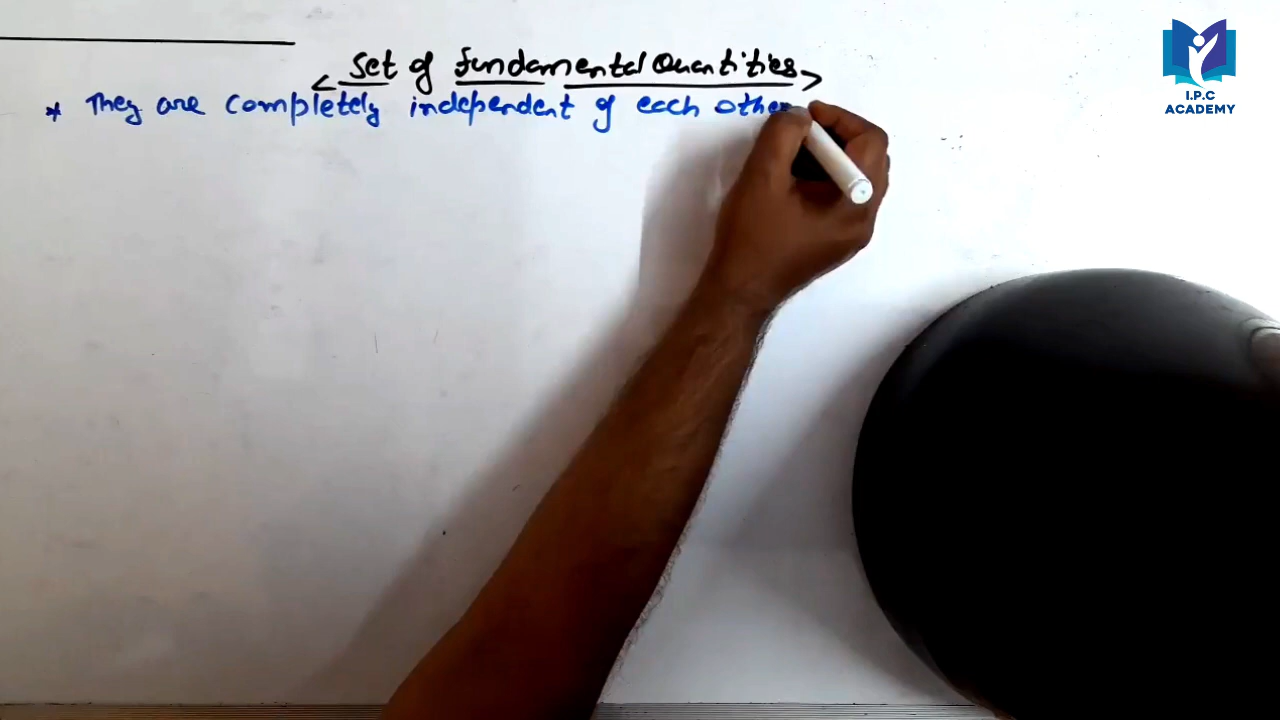 Set of fundamental Quantities
* They are completely independent of each other
I.P.C
ACADEMY